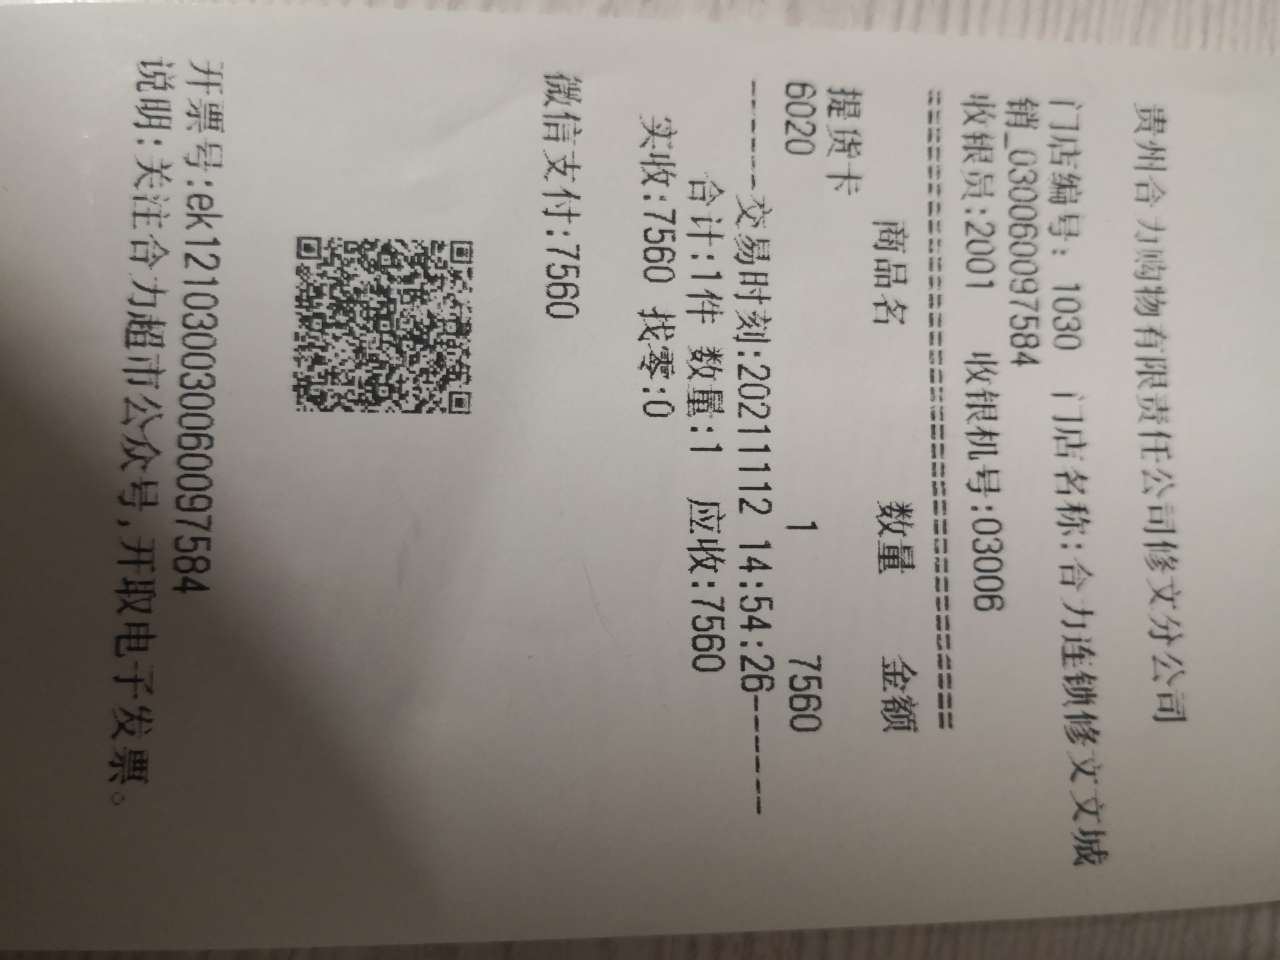 贵州合力购物有限责任公司修文分公司
门店编号: 1030 门店名称:合力连锁修文文城
销_030060097584
收银员:2001 收银机号:03006
================================
商品名 数量 金额
提货卡
6020 1 7560
------交易时刻:20211112 14:54:26------
合计:1件 数量:1 应收:7560
实收:7560 找零:0
微信支付:7560
开票号:ek121030030060097584
说明:关注合力超市公众号,开取电子发票。